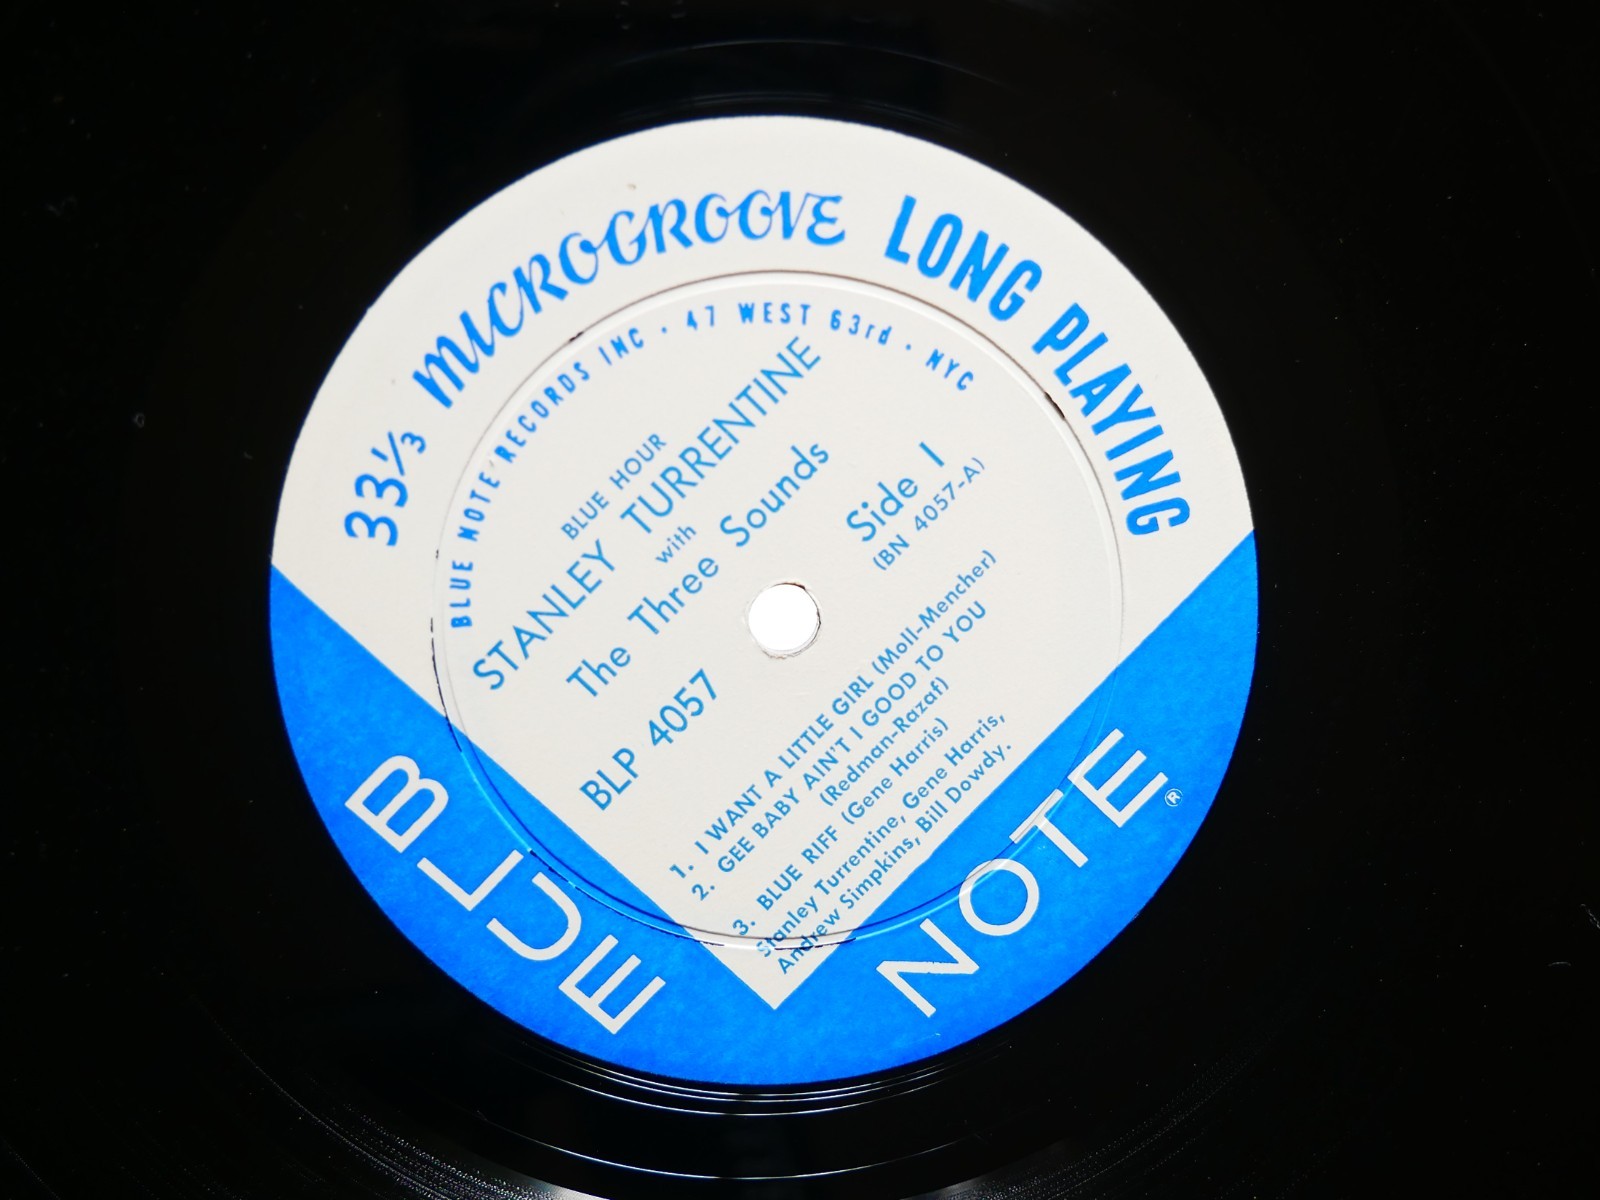 33⅓ MICROGROOVE LONG PLAYING
BLUE NOTE RECORDS INC · 47 WEST 63rd · NYC
BLUE HOUR
STANLEY TURRENTINE
with
The Three Sounds
BLP 4057
Side 1
(BN 4057-A)
1. I WANT A LITTLE GIRL (Moll-Mencher)
2. GEE BABY AIN'T I GOOD TO YOU
(Redman-Razaf)
3. BLUE RIFF (Gene Harris)
Stanley Turrentine, Gene Harris,
Andrew Simpkins, Bill Dowdy.
BLUE NOTE®